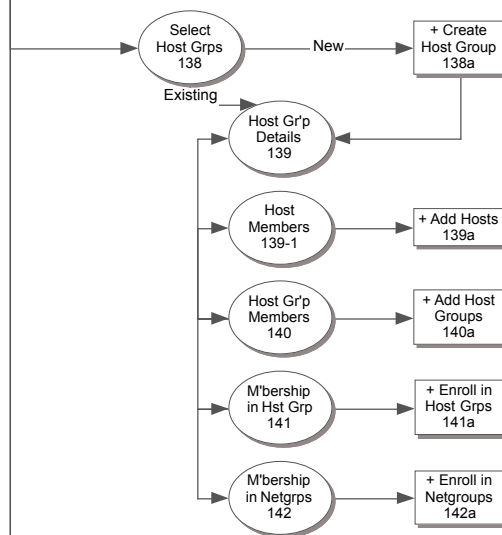 Select
Host Grps
138
New
+ Create
Host Group
138a
Existing
Host Gr'p
Details
139
Host
Members
139-1
+ Add Hosts
139a
Host Gr'p
Members
140
+ Add Host
Groups
140a
M'bership
in Hst Grp
141
+ Enroll in
Host Grps
141a
M'bership
in Netgrps
142
+ Enroll in
Netgroups
142a